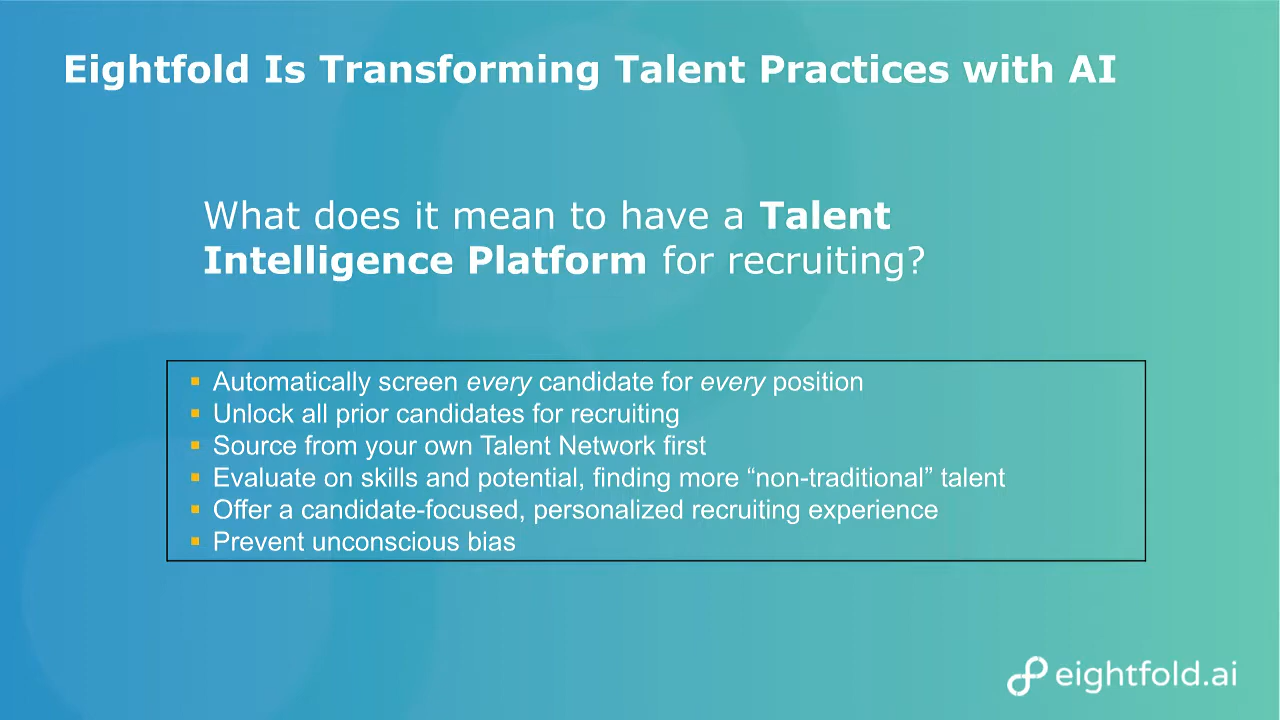 Eightfold Is Transforming Talent Practices with AI
What does it mean to have a Talent
Intelligence Platform for recruiting?
Automatically screen every candidate for every position
Unlock all prior candidates for recruiting
Source from your own Talent Network first
Evaluate on skills and potential, finding more “non-traditional” talent
Offer a candidate-focused, personalized recruiting experience
Prevent unconscious bias
eightfold.ai